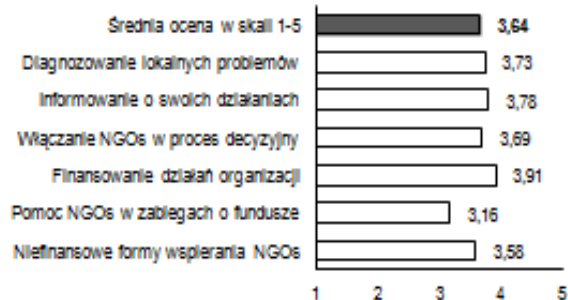 Średnia ocena w skali 1-5 3,64
Diagnozowanie lokalnych problemów 3,73
Informowanie o swoich działaniach 3,78
Włączanie NGOs w proces decyzyjny 3,69
Finansowanie działań organizacji 3,91
Pomoc NGOs w zabiegach o fundusze 3,16
Niefinansowe formy wspierania NGOs 3,58
1 2 3 4 5